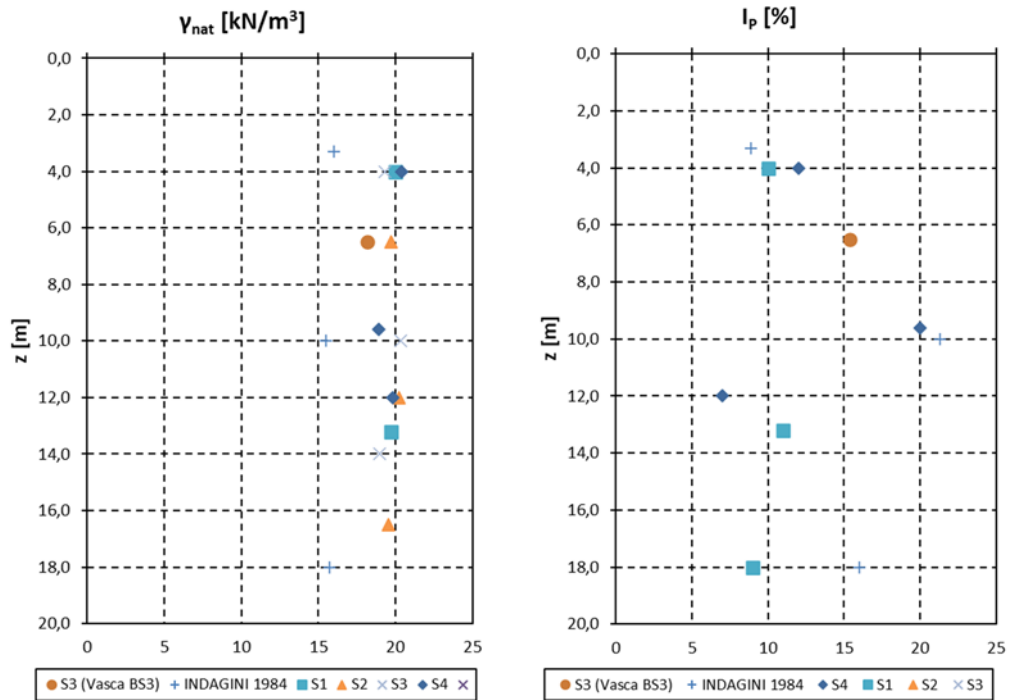 γnat [kN/m³]
0,0
2,0
4,0
6,0
8,0
10,0
12,0
14,0
16,0
18,0
20,0
z [m]
0 5 10 15 20 25
S3 (Vasca BS3) INDAGINI 1984 S1 S2 S3 S4
IP [%]
0,0
2,0
4,0
6,0
8,0
10,0
12,0
14,0
16,0
18,0
20,0
z [m]
0 5 10 15 20 25
S3 (Vasca BS3) INDAGINI 1984 S4 S1 S2 S3